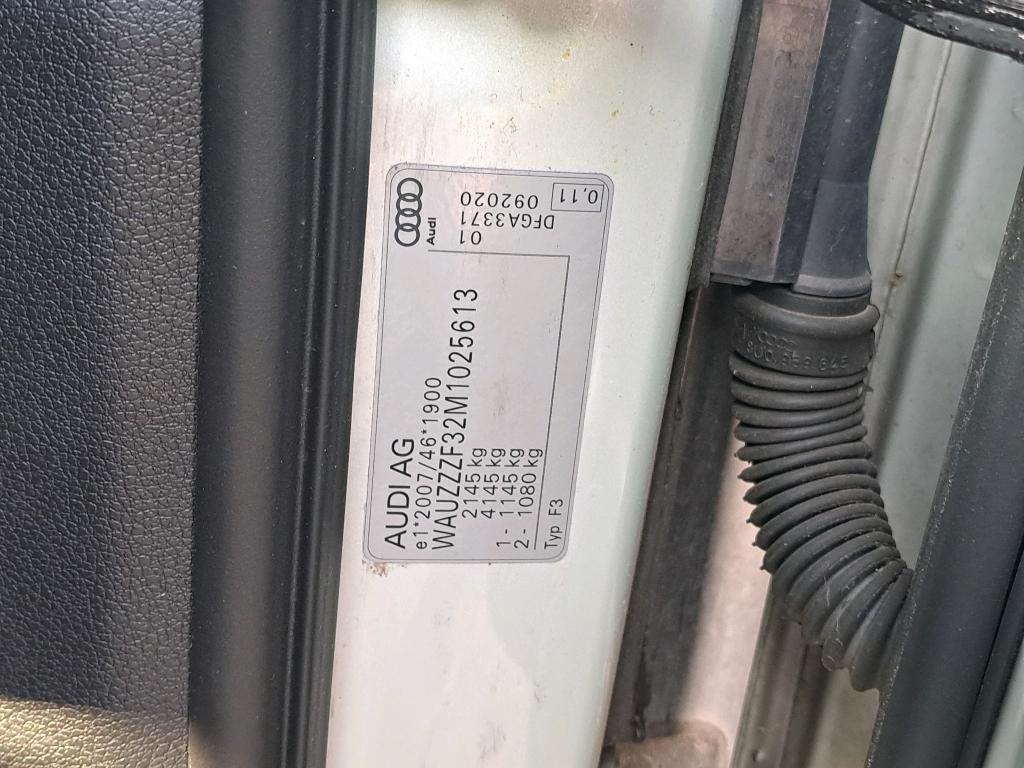 AUDI AG
e1*2007/46*1900
WAUZZZF32M1025613
2145 kg
4145 kg
1 - 1145 kg
2 - 1080 kg
Typ F3
Audi
01
DFGA3371
092020
0,11